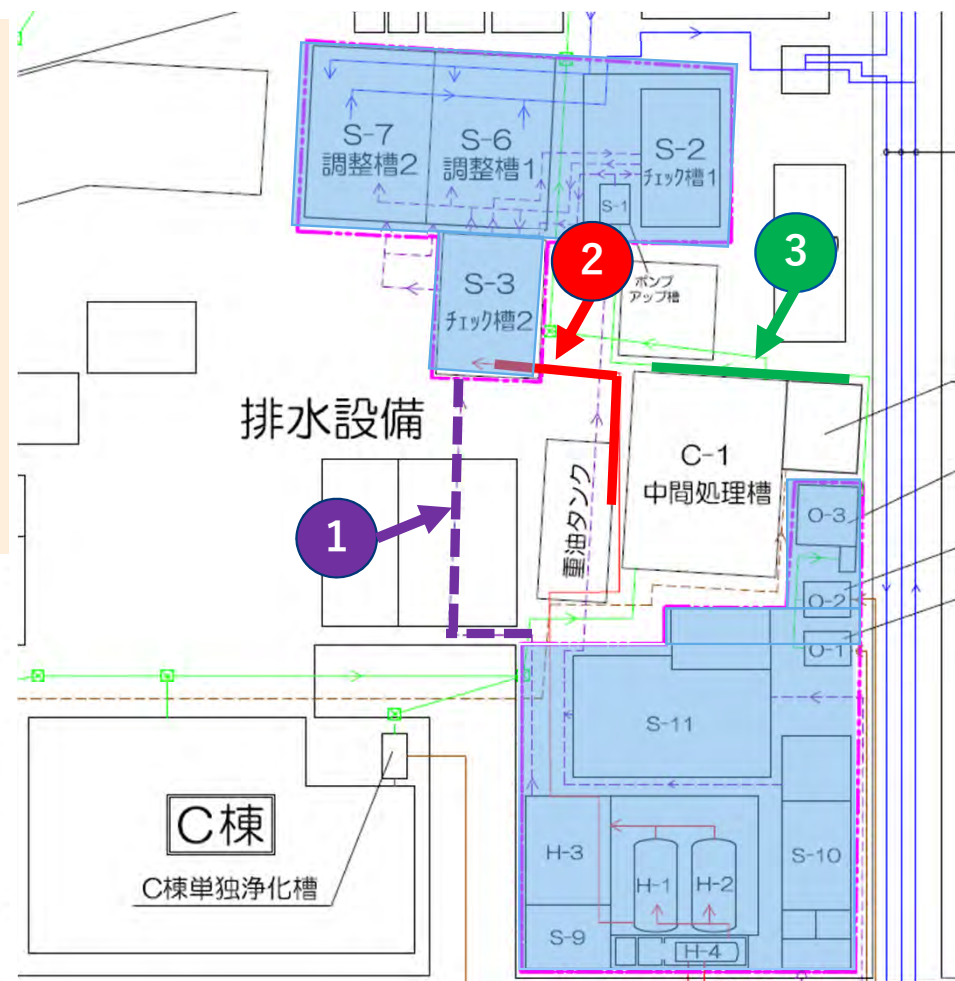 S-7
調整槽2
S-6
調整槽1
S-2
チェック槽1
S-1
2
3
ポンプ
アップ槽
S-3
チェック槽2
排水設備
C-1
中間処理槽
重油タンク
1
O-3
O-2
O-1
S-11
C棟
C棟単独浄化槽
H-3
H-1
H-2
S-10
S-9
H-4